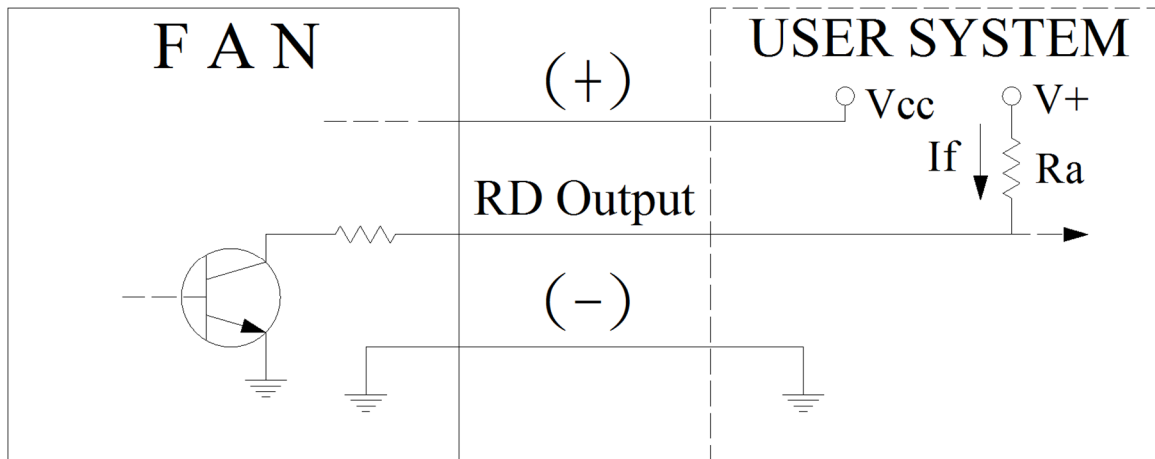 F A N
USER SYSTEM
(+)
Vcc
V+
If
Ra
RD Output
(-)